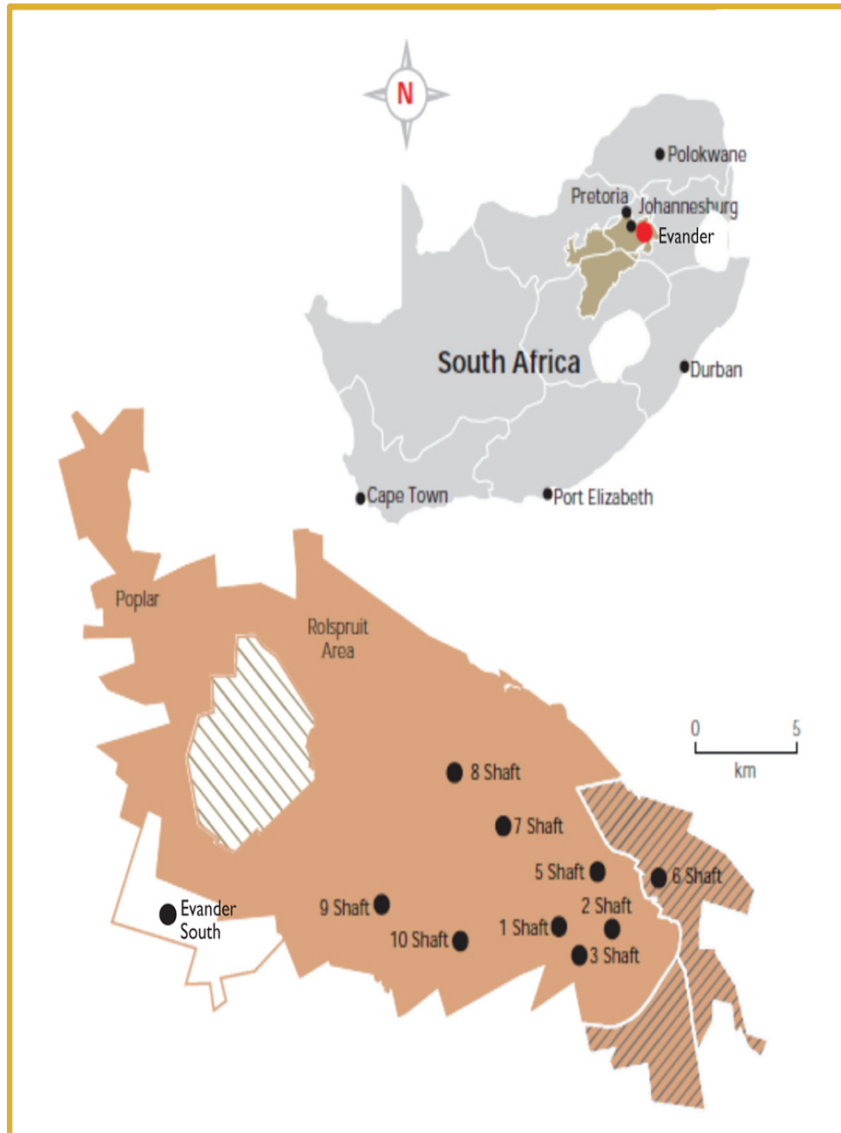 N
Polokwane
Pretoria
Johannesburg
Evander
South Africa
Durban
Cape Town
Port Elizabeth
Poplar
Rolspruit
Area
0 5
km
8 Shaft
7 Shaft
5 Shaft
6 Shaft
9 Shaft
Evander
South
2 Shaft
1 Shaft
10 Shaft
3 Shaft